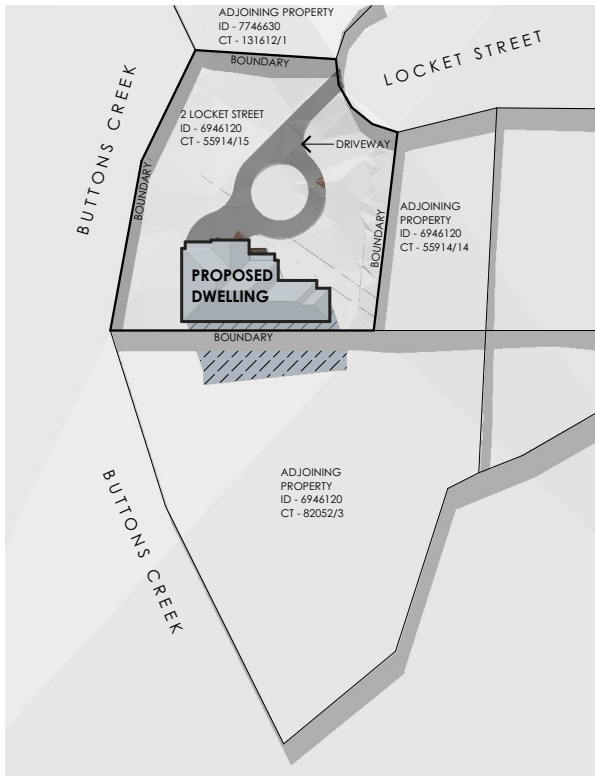 ADJOINING PROPERTY
ID - 7746630
CT - 131612/1
BOUNDARY
LOCKET STREET
BUTTONS CREEK
2 LOCKET STREET
ID - 6946120
CT - 55914/15
DRIVEWAY
BOUNDARY
ADJOINING
PROPERTY
ID - 6946120
CT - 55914/14
BOUNDARY
PROPOSED
DWELLING
BOUNDARY
BUTTONS CREEK
ADJOINING
PROPERTY
ID - 6946120
CT - 82052/3